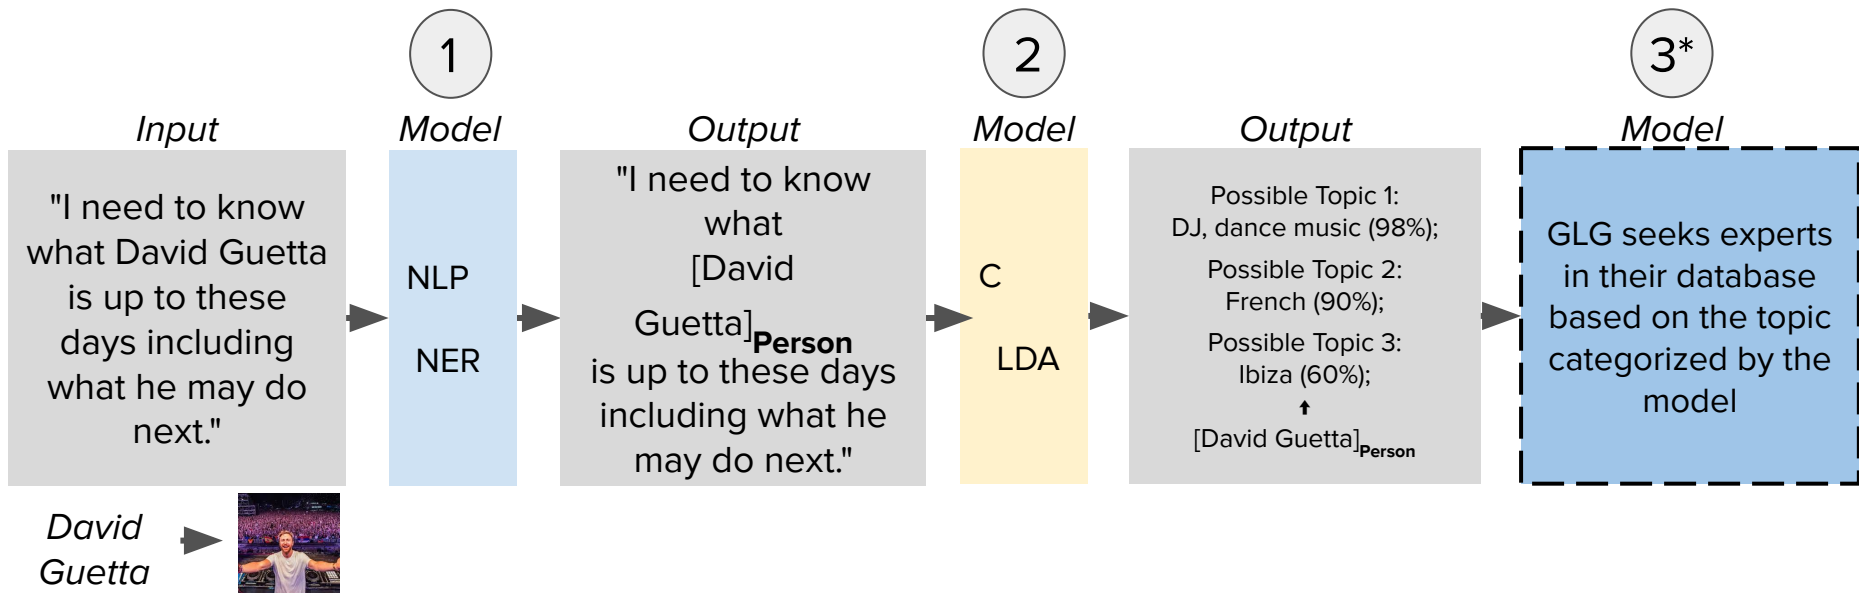 1
2
3*
Input
Model
Output
Model
Output
Model
"I need to know
what David Guetta
is up to these
days including
what he may do
next."
NLP
NER
"I need to know
what
[David
Guetta]Person
is up to these days
including what he
may do next."
C
LDA
Possible Topic 1:
DJ, dance music (98%);
Possible Topic 2:
French (90%);
Possible Topic 3:
Ibiza (60%);
[David Guetta]Person
GLG seeks experts
in their database
based on the topic
categorized by the
model
David
Guetta